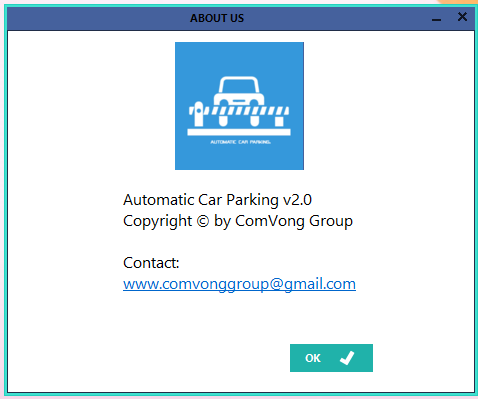 ABOUT US
AUTOMATIC CAR PARKING
Automatic Car Parking v2.0
Copyright © by ComVong Group
Contact:
www.comvonggroup@gmail.com
OK